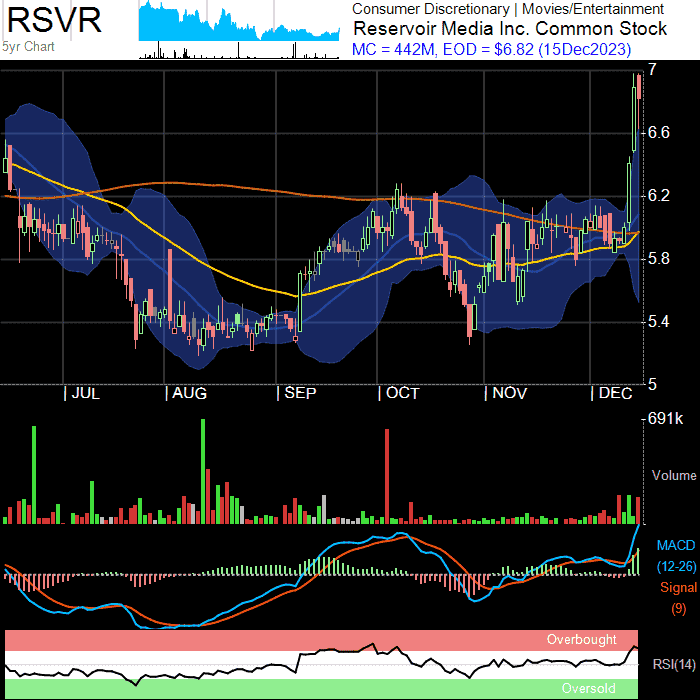 RSVR
5yr Chart
Consumer Discretionary | Movies/Entertainment
Reservoir Media Inc. Common Stock
MC = 442M, EOD = $6.82 (15Dec2023)
7
6.6
6.2
5.8
5.4
5
| JUL | AUG | SEP | OCT | NOV | DEC
691k
Volume
MACD
(12-26)
Signal
(9)
Overbought
RSI(14)
Oversold